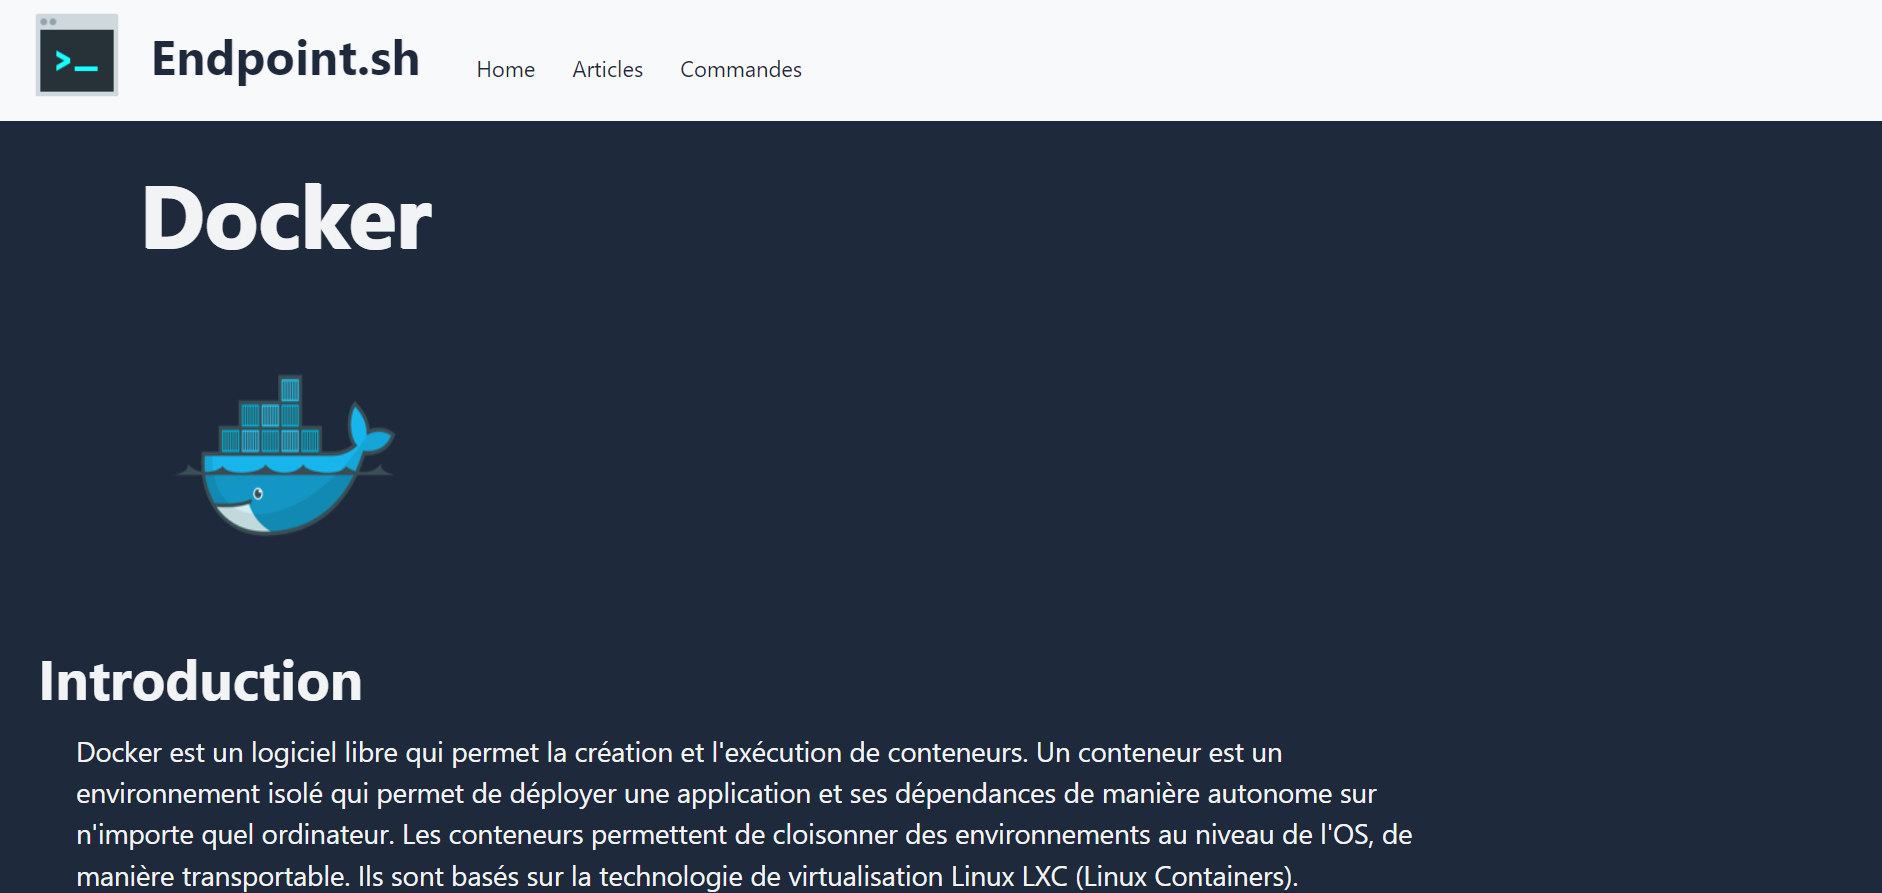 >_
Endpoint.sh
Home
Articles
Commandes
Docker
Introduction
Docker est un logiciel libre qui permet la création et l'exécution de conteneurs. Un conteneur est un
environnement isolé qui permet de déployer une application et ses dépendances de manière autonome sur
n'importe quel ordinateur. Les conteneurs permettent de cloisonner des environnements au niveau de l'OS, de
manière transportable. Ils sont basés sur la technologie de virtualisation Linux LXC (Linux Containers).